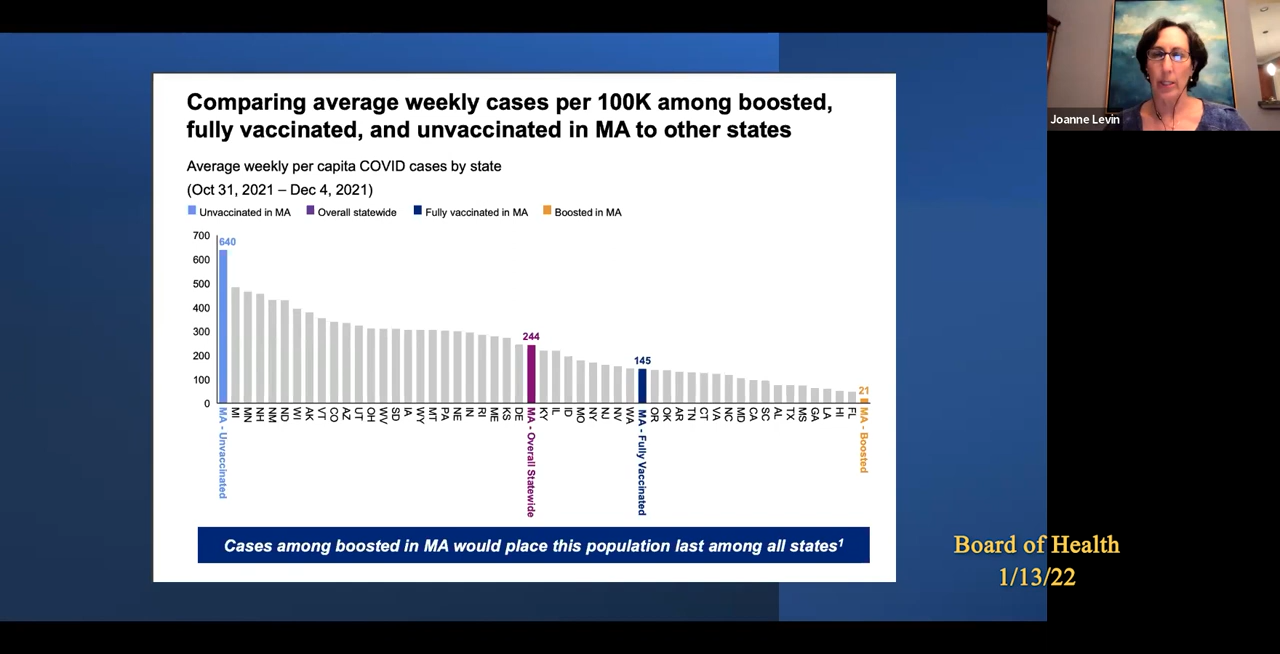 Joanne Levin
Comparing average weekly cases per 100K among boosted,
fully vaccinated, and unvaccinated in MA to other states
Average weekly per capita COVID cases by state
(Oct 31, 2021 – Dec 4, 2021)
Unvaccinated in MA Overall statewide Fully vaccinated in MA Boosted in MA
700
600
500
400
300
200
100
0
640
244
145
21
MA - Unvaccinated
MI
MN
NH
NM
ND
WI
AK
VT
CO
AZ
UT
OH
WV
SD
IA
WY
MT
PA
NE
IN
RI
ME
KS
DE
MA - Overall Statewide
KY
IL
ID
MO
NY
NJ
NV
WA
MA - Fully Vaccinated
OR
OK
AR
TN
CT
VA
NC
MD
CA
SC
AL
TX
MS
GA
LA
HI
FL
MA - Boosted
Cases among boosted in MA would place this population last among all states¹
Board of Health
1/13/22